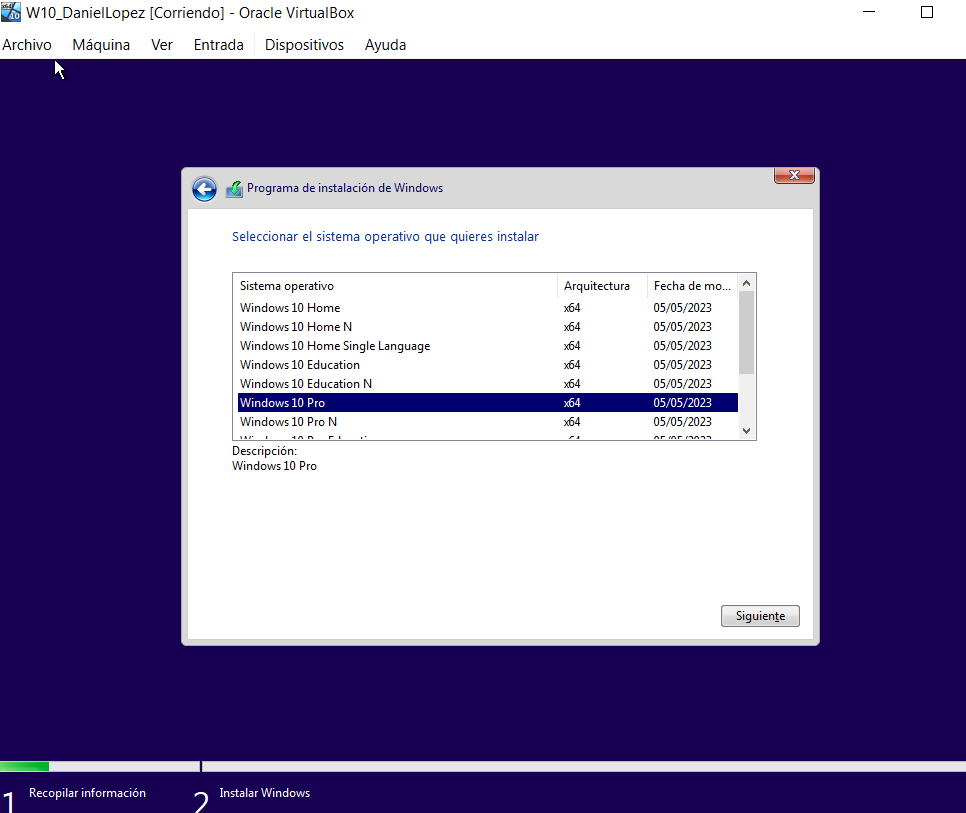 W10_DanielLopez [Corriendo] - Oracle VirtualBox
Archivo Máquina Ver Entrada Dispositivos Ayuda
Programa de instalación de Windows
Seleccionar el sistema operativo que quieres instalar
Sistema operativo Arquitectura Fecha de mo...
Windows 10 Home x64 05/05/2023
Windows 10 Home N x64 05/05/2023
Windows 10 Home Single Language x64 05/05/2023
Windows 10 Education x64 05/05/2023
Windows 10 Education N x64 05/05/2023
Windows 10 Pro x64 05/05/2023
Windows 10 Pro N x64 05/05/2023
Descripción:
Windows 10 Pro
Siguiente
1 Recopilar información 2 Instalar Windows